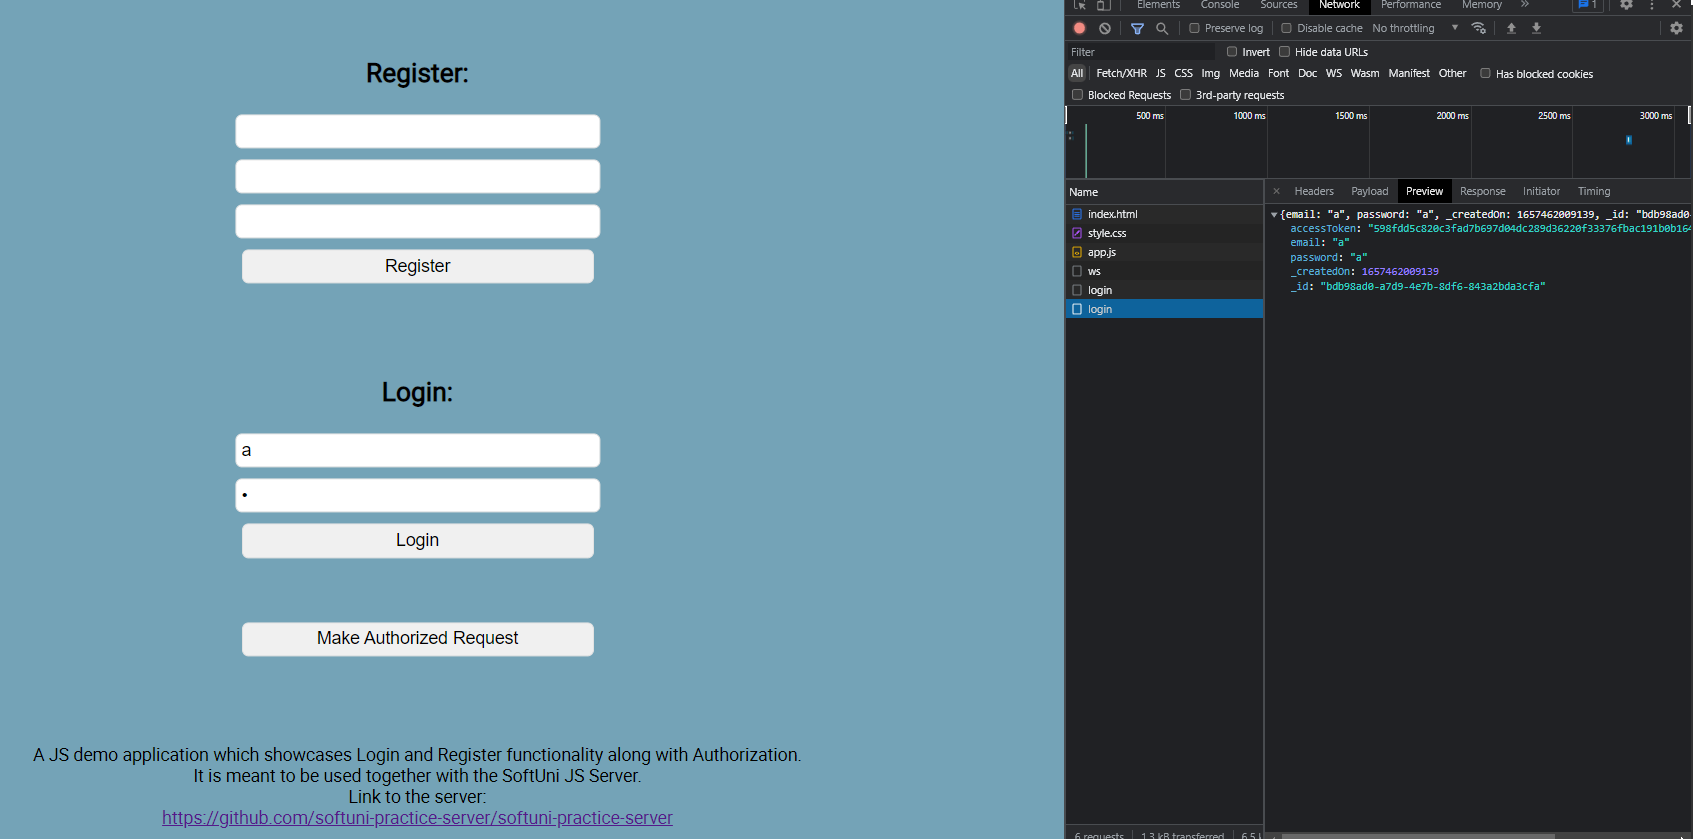 Register:
Register
Login:
a
•
Login
Make Authorized Request
A JS demo application which showcases Login and Register functionality along with Authorization.
It is meant to be used together with the SoftUni JS Server.
Link to the server:
https://github.com/softuni-practice-server/softuni-practice-server
Elements Console Sources Network Performance Memory » 1
Preserve log Disable cache No throttling
Filter Invert Hide data URLs
All Fetch/XHR JS CSS Img Media Font Doc WS Wasm Manifest Other Has blocked cookies
Blocked Requests 3rd-party requests
500 ms 1000 ms 1500 ms 2000 ms 2500 ms 3000 ms
Name
index.html
style.css
app.js
ws
login
login
× Headers Payload Preview Response Initiator Timing
{email: "a", password: "a", _createdOn: 1657462009139, _id: "bdb98ad0-
accessToken: "598fdd5c820c3fad7b697d04dc289d36220f33376fbac191b0b164
email: "a"
password: "a"
_createdOn: 1657462009139
_id: "bdb98ad0-a7d9-4e7b-8df6-843a2bda3cfa"
6 requests 1.3 kB transferred 6.5